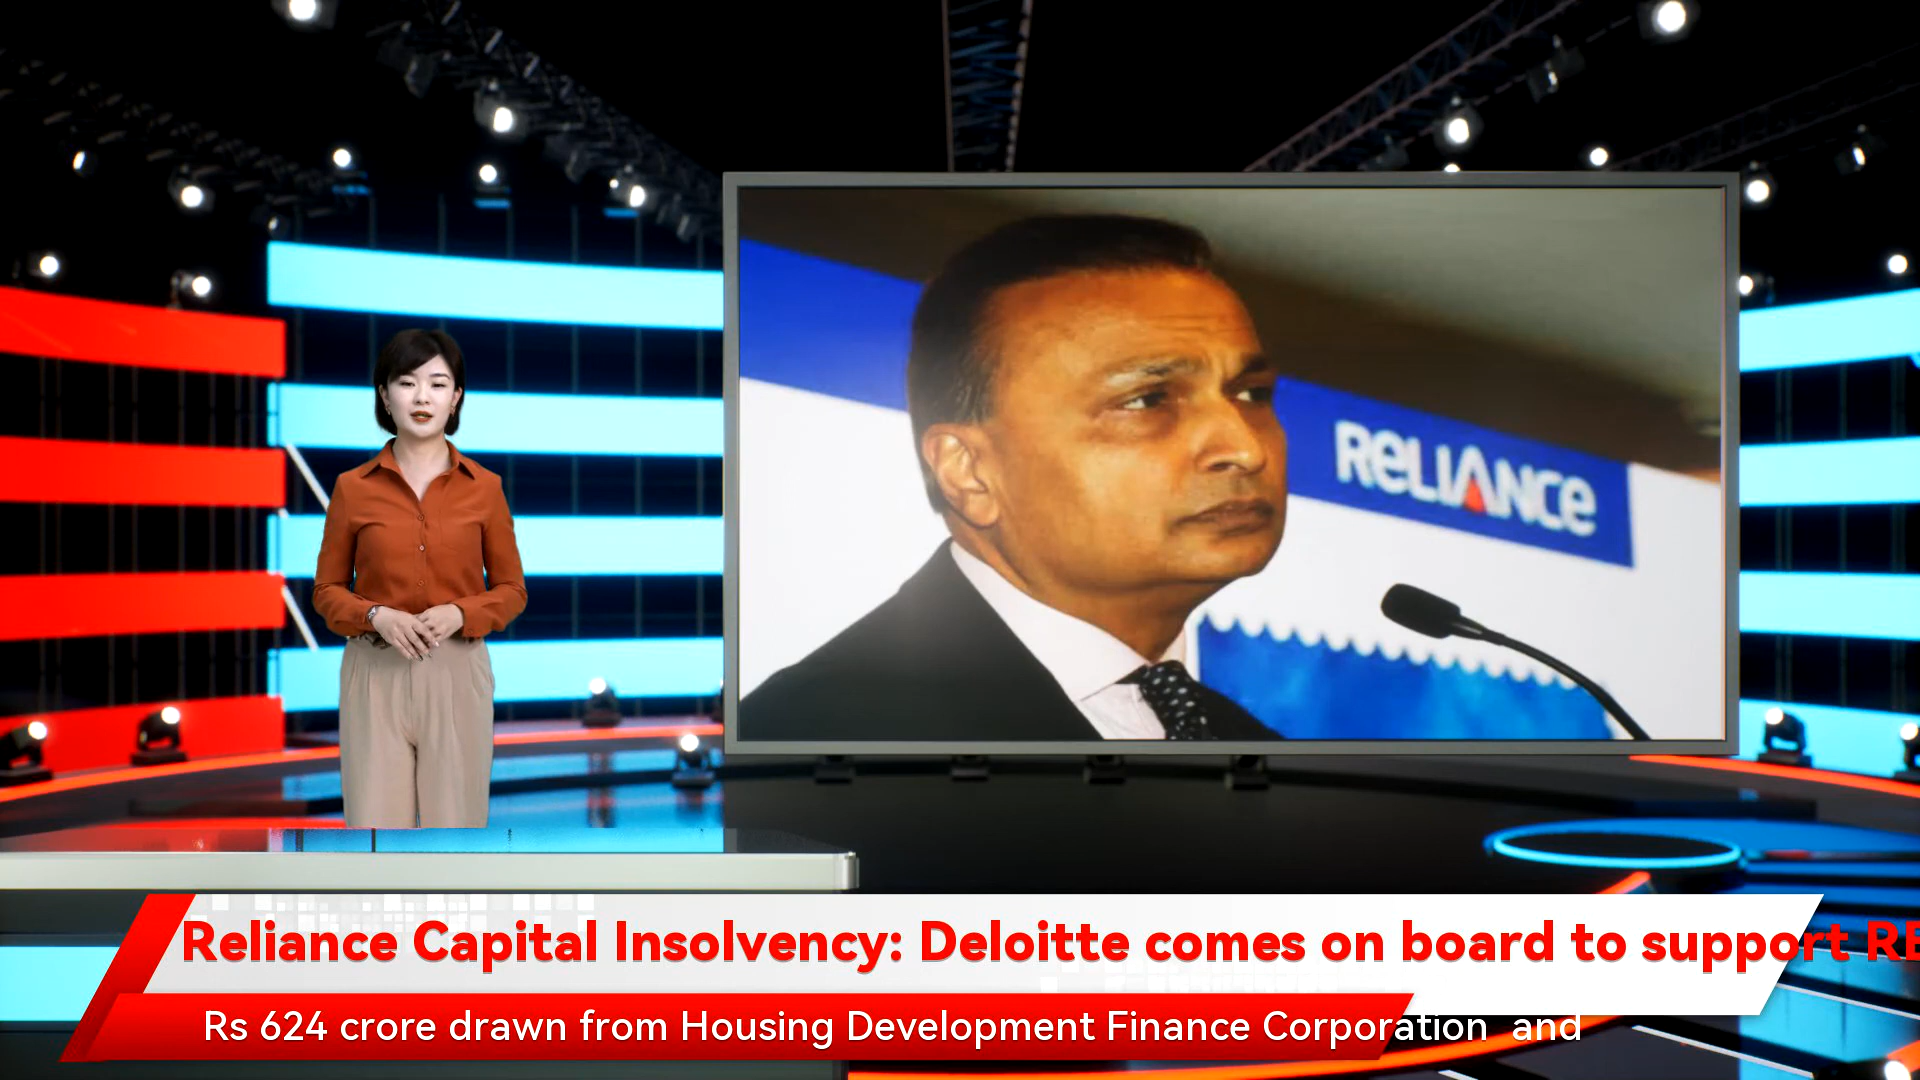 RELIANCE
Reliance Capital Insolvency: Deloitte comes on board to support
Rs 624 crore drawn from Housing Development Finance Corporation and